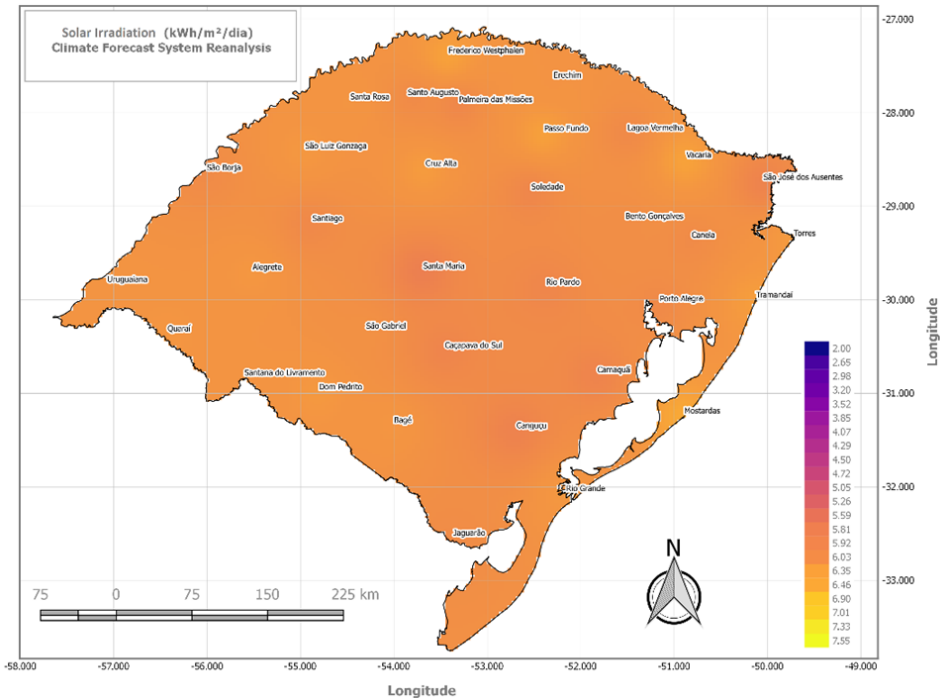 Solar Irradiation (kWh/m²/dia)
Climate Forecast System Reanalysis
-27.000
Frederico Westphalen
Erechim
Santo Augusto
Santa Rosa
Palmeira das Missões
-28.000
Passo Fundo
Lagoa Vermelha
São Luiz Gonzaga
Vacaria
Cruz Alta
São Borja
São José dos Ausentes
Soledade
-29.000
Santiago
Bento Gonçalves
Canela
Torres
Alegrete
Santa Maria
Uruguaiana
Rio Pardo
Tramandaí
Porto Alegre
-30.000
Quaraí
São Gabriel
Caçapava do Sul
Longitude
2.00
2.65
2.98
3.20
3.52
3.85
4.07
4.29
4.50
4.72
5.05
5.26
5.59
5.81
5.92
6.03
6.35
6.46
6.90
7.01
7.33
7.55
Camaquã
Santana do Livramento
Dom Pedrito
-31.000
Mostardas
Bagé
Canguçu
-32.000
Rio Grande
Jaguarão
N
-33.000
75 0 75 150 225 km
-58.000 -57.000 -56.000 -55.000 -54.000 -53.000 -52.000 -51.000 -50.000 -49.000
Longitude